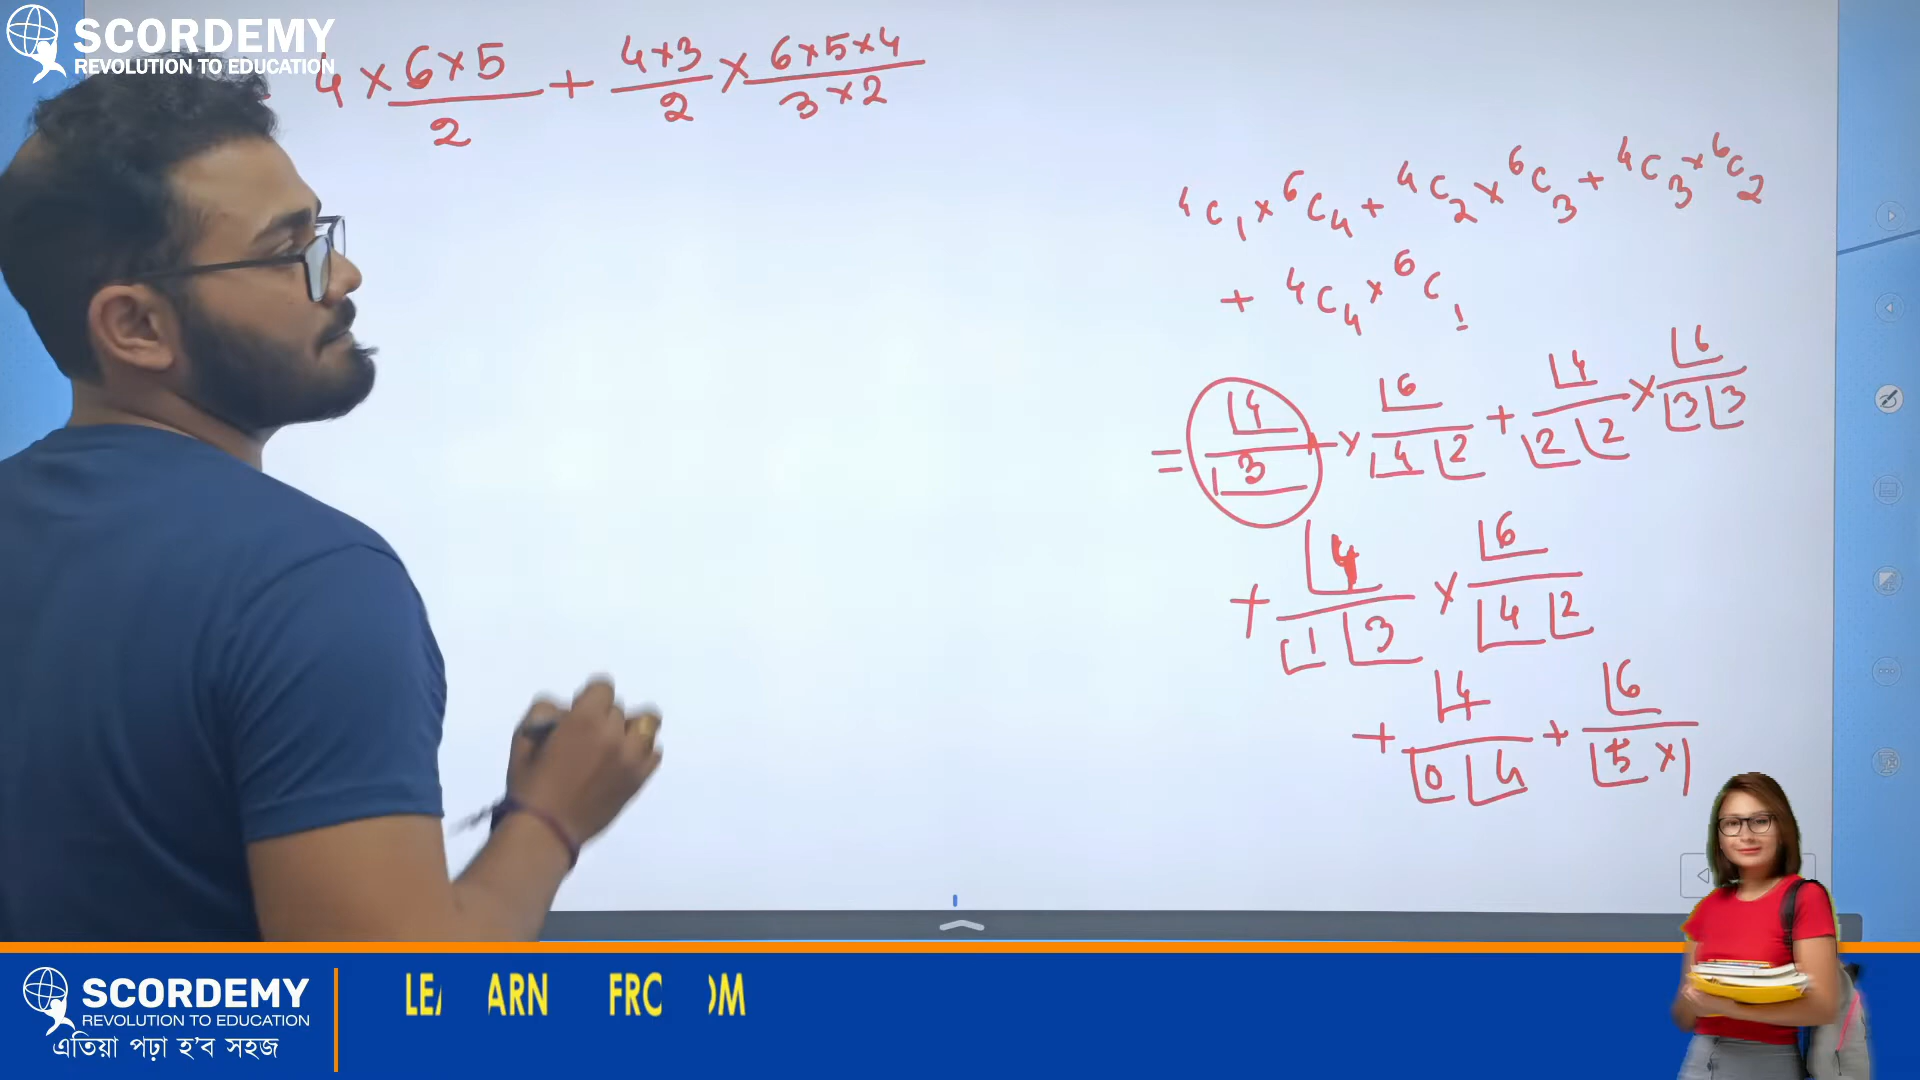 SCORDEMY
REVOLUTION TO EDUCATION
4 × 6×5/2 + 4×3/2 × 6×5×4/3×2
⁴C₁ × ⁶C₄ + ⁴C₂ × ⁶C₃ + ⁴C₃ × ⁶C₂
+ ⁴C₄ × ⁶C₁
= |4/|3 × |6/|4 |2 + |4/|2 |2 × |6/|3 |3
+ |4/|1 |3 × |6/|4 |2
+ |4/|0 |4 + |6/|5 × 1
SCORDEMY
REVOLUTION TO EDUCATION
এতিয়া পঢ়া হ'ব সহজ
LEARN FROM